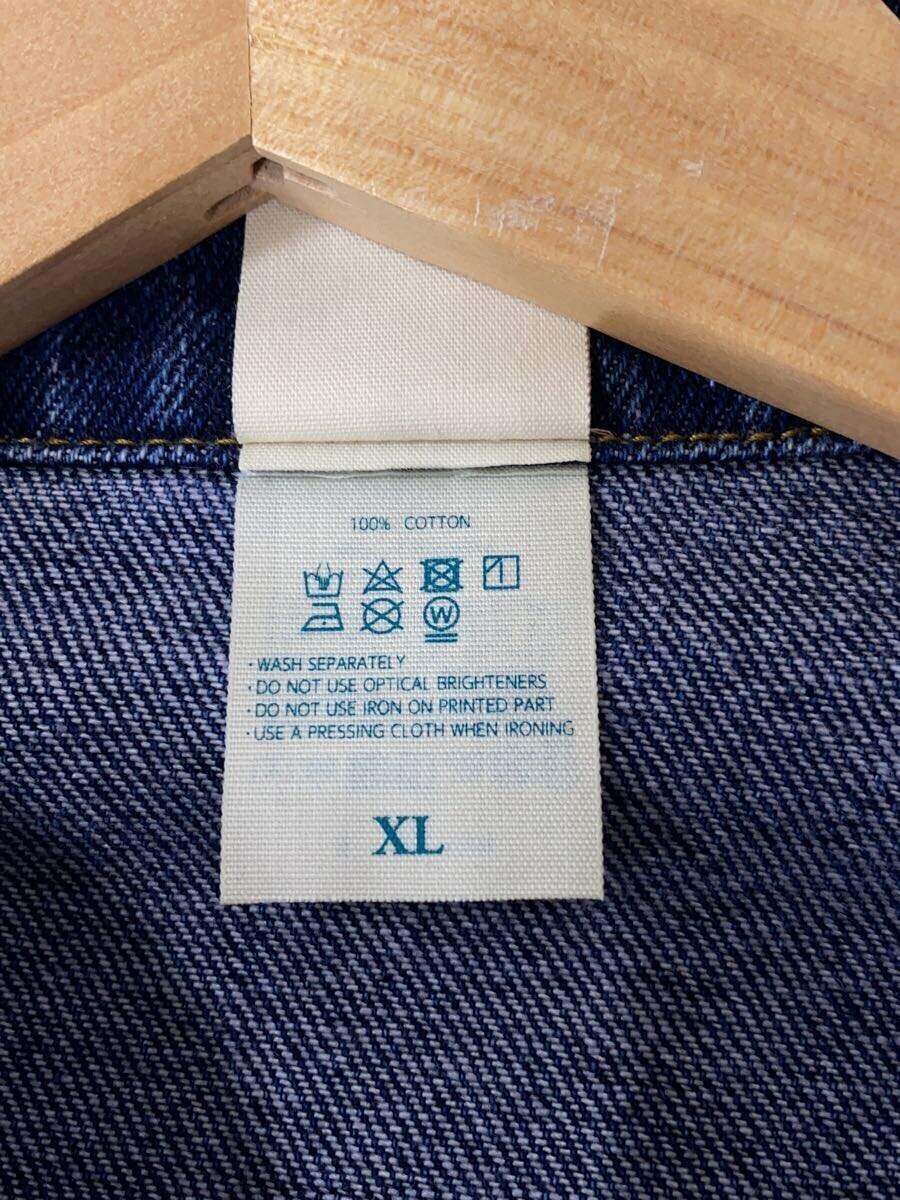 100% COTTON
W
· WASH SEPARATELY
· DO NOT USE OPTICAL BRIGHTENERS
· DO NOT USE IRON ON PRINTED PART
· USE A PRESSING CLOTH WHEN IRONING
XL